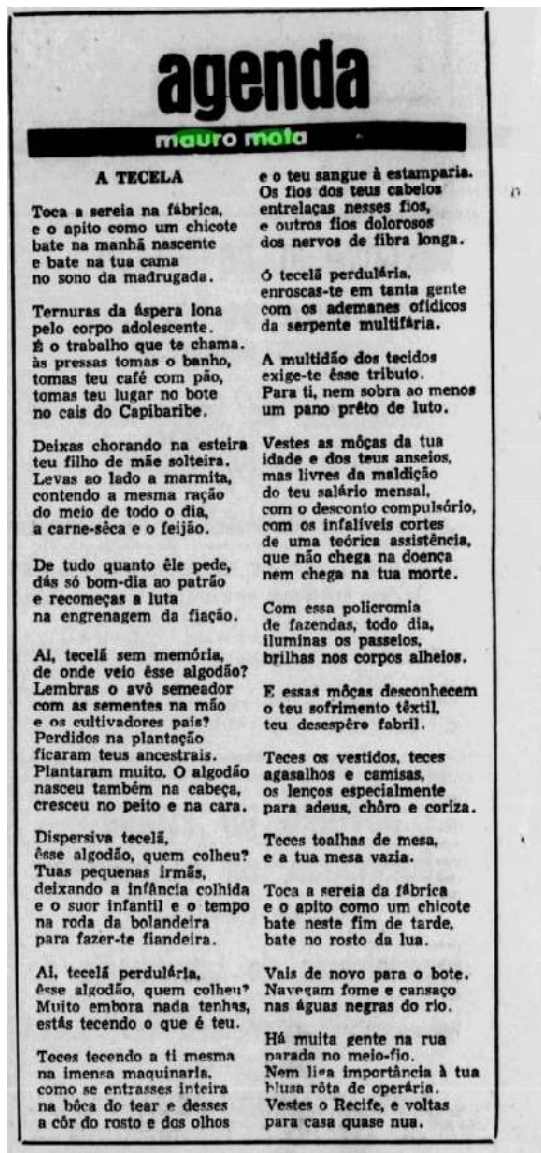 agenda
mauro mota
A TECELA
Toca a sereia na fábrica,
e o apito como um chicote
bate na manhã nascente
e bate na tua cama
no sono da madrugada.
Ternuras da áspera lona
pelo corpo adolescente.
É o trabalho que te chama.
às pressas tomas o banho,
tomas teu café com pão,
tomas teu lugar no bote
no cais do Capibaribe.
Deixas chorando na esteira
teu filho de mãe solteira.
Levas ao lado a marmita,
contendo a mesma ração
do meio de todo o dia,
a carne-sêca e o feijão.
De tudo quanto êle pede,
dás só bom-dia ao patrão
e recomeças a luta
na engrenagem da fiação.
Ai, tecelã sem memória,
de onde veio êsse algodão?
Lembras o avô semeador
com as sementes na mão
e os cultivadores pais?
Perdidos na plantação
ficaram teus ancestrais.
Plantaram muito. O algodão
nasceu também na cabeça,
cresceu no peito e na cara.
Dispersiva tecelã,
êsse algodão, quem colheu?
Tuas pequenas irmãs,
deixando a infância colhida
e o suor infantil e o tempo
na roda da bolandeira
para fazer-te fiandeira.
Ai, tecelã perdulária,
êsse algodão, quem colheu?
Muito embora nada tenhas,
estás tecendo o que é teu.
Teces tecendo a ti mesma
na imensa maquinaria.
como se entrasses inteira
na bôca do tear e desses
a côr do rosto e dos olhos
e o teu sangue à estamparia.
Os fios dos teus cabelos
entrelaças nesses fios,
e outros fios dolorosos
dos nervos de fibra longa.
Ó tecelã perdulária,
enroscas-te em tanta gente
com os ademanes ofídicos
da serpente multifária.
A multidão dos tecidos
exige-te êsse tributo.
Para ti, nem sobra ao menos
um pano prêto de luto.
Vestes as môças da tua
idade e dos teus anseios,
mas livres da maldição
do teu salário mensal,
com o desconto compulsório,
com os infalíveis cortes
de uma teórica assistência,
que não chega na doença
nem chega na tua morte.
Com essa policromia
de fazendas, todo dia,
iluminas os passeios,
brilhas nos corpos alheios.
E essas môças desconhecem
o teu sofrimento têxtil,
teu desespêro fabril.
Teces os vestidos, teces
agasalhos e camisas,
os lenços especialmente
para adeus, chôro e coriza.
Teces toalhas de mesa,
e a tua mesa vazia.
Toca a sereia da fábrica
e o apito como um chicote
bate neste fim de tarde,
bate no rosto da lua.
Vais de novo para o bote.
Navegam fome e cansaço
nas águas negras do rio.
Há muita gente na rua
parada no meio-fio.
Nem liga importância à tua
blusa rôta de operária.
Vestes o Recife, e voltas
para casa quase nua.